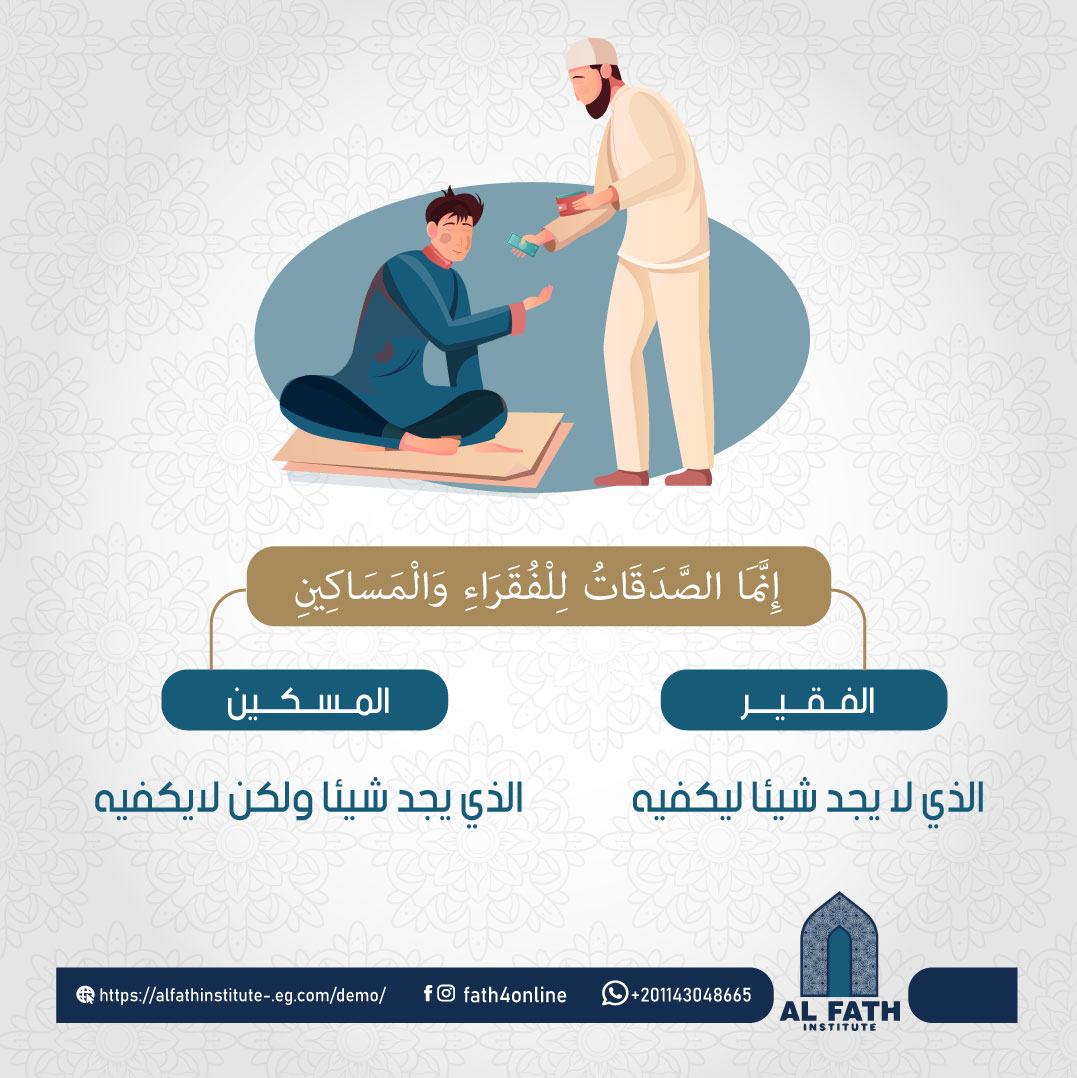 إِنَّمَا الصَّدَقَاتُ لِلْفُقَرَاءِ وَالْمَسَاكِينِ
الفقير
المسكين
الذي لا يجد شيئا ليكفيه
الذي يجد شيئا ولكن لايكفيه
https://alfathinstitute-.eg.com/demo/
fath4online
+201143048665
AL FATH
INSTITUTE